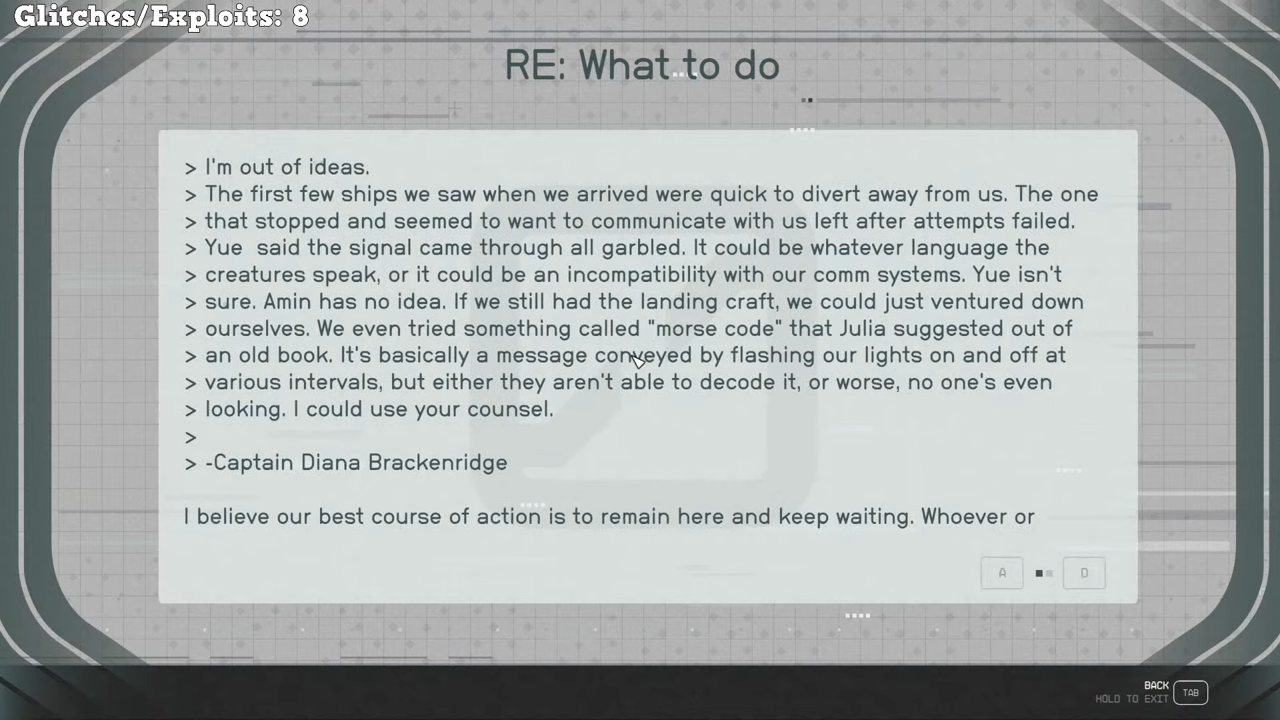 Glitches/Exploits: 8
RE: What to do
> I'm out of ideas.
> The first few ships we saw when we arrived were quick to divert away from us. The one
> that stopped and seemed to want to communicate with us left after attempts failed.
> Yue  said the signal came through all garbled. It could be whatever language the
> creatures speak, or it could be an incompatibility with our comm systems. Yue isn't
> sure. Amin has no idea. If we still had the landing craft, we could just ventured down
> ourselves. We even tried something called "morse code" that Julia suggested out of
> an old book. It's basically a message conveyed by flashing our lights on and off at
> various intervals, but either they aren't able to decode it, or worse, no one's even
> looking. I could use your counsel.
>
> -Captain Diana Brackenridge
I believe our best course of action is to remain here and keep waiting. Whoever or
A D
BACK
HOLD TO EXIT TAB